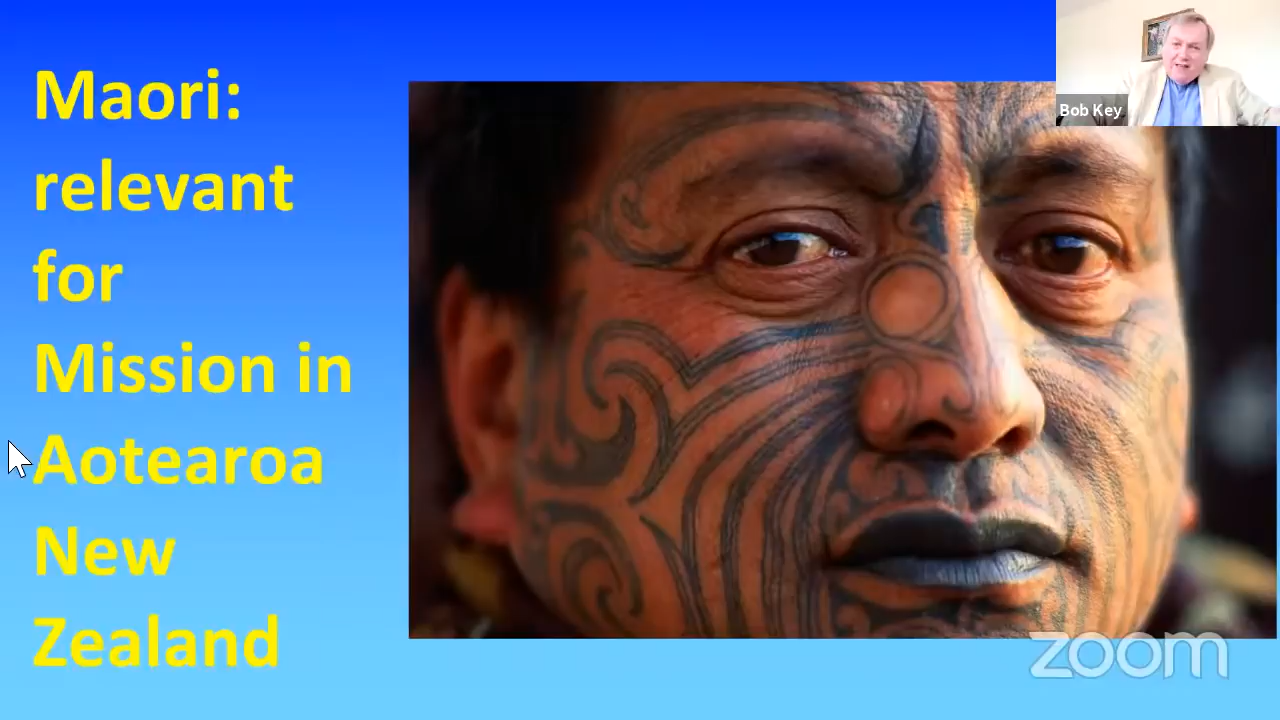 Maori:
relevant
for
Mission in
Aotearoa
New
Zealand
Bob Key
zoom